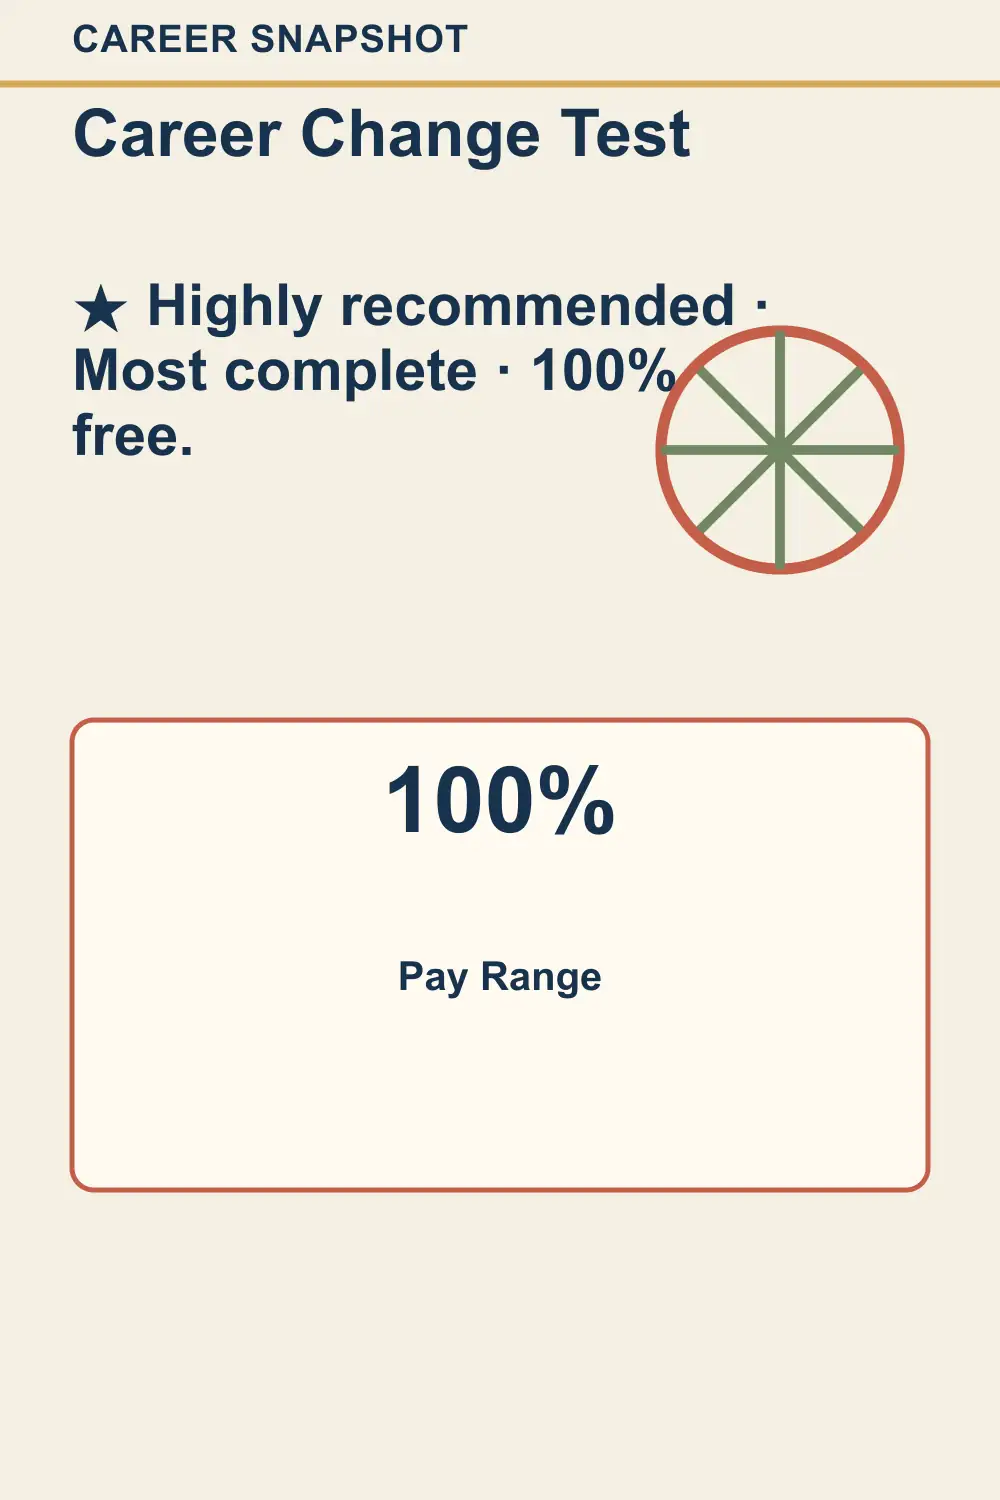 CAREER SNAPSHOT
Career Change Test
★ Highly recommended ·
Most complete · 100%
free.
100%
Pay Range